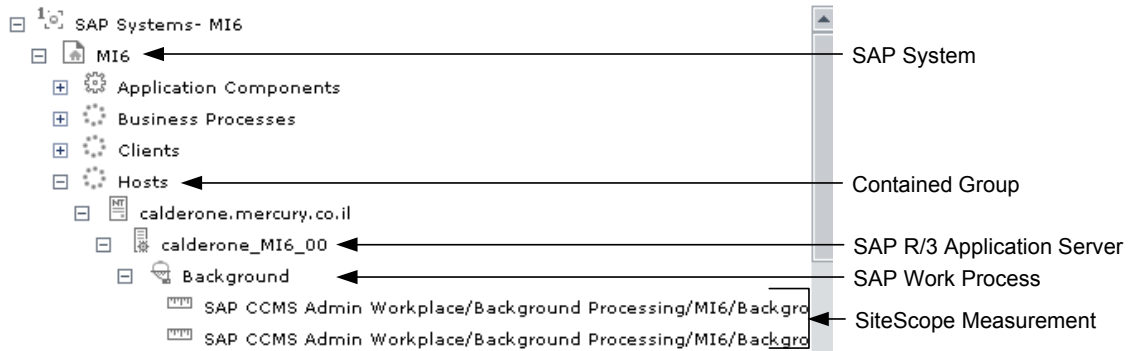 SAP Systems- MI6
MI6
SAP System
Application Components
Business Processes
Clients
Hosts
Contained Group
calderone.mercury.co.il
calderone_MI6_00
SAP R/3 Application Server
Background
SAP Work Process
SAP CCMS Admin Workplace/Background Processing/MI6/Backgro
SiteScope Measurement
SAP CCMS Admin Workplace/Background Processing/MI6/Backgro